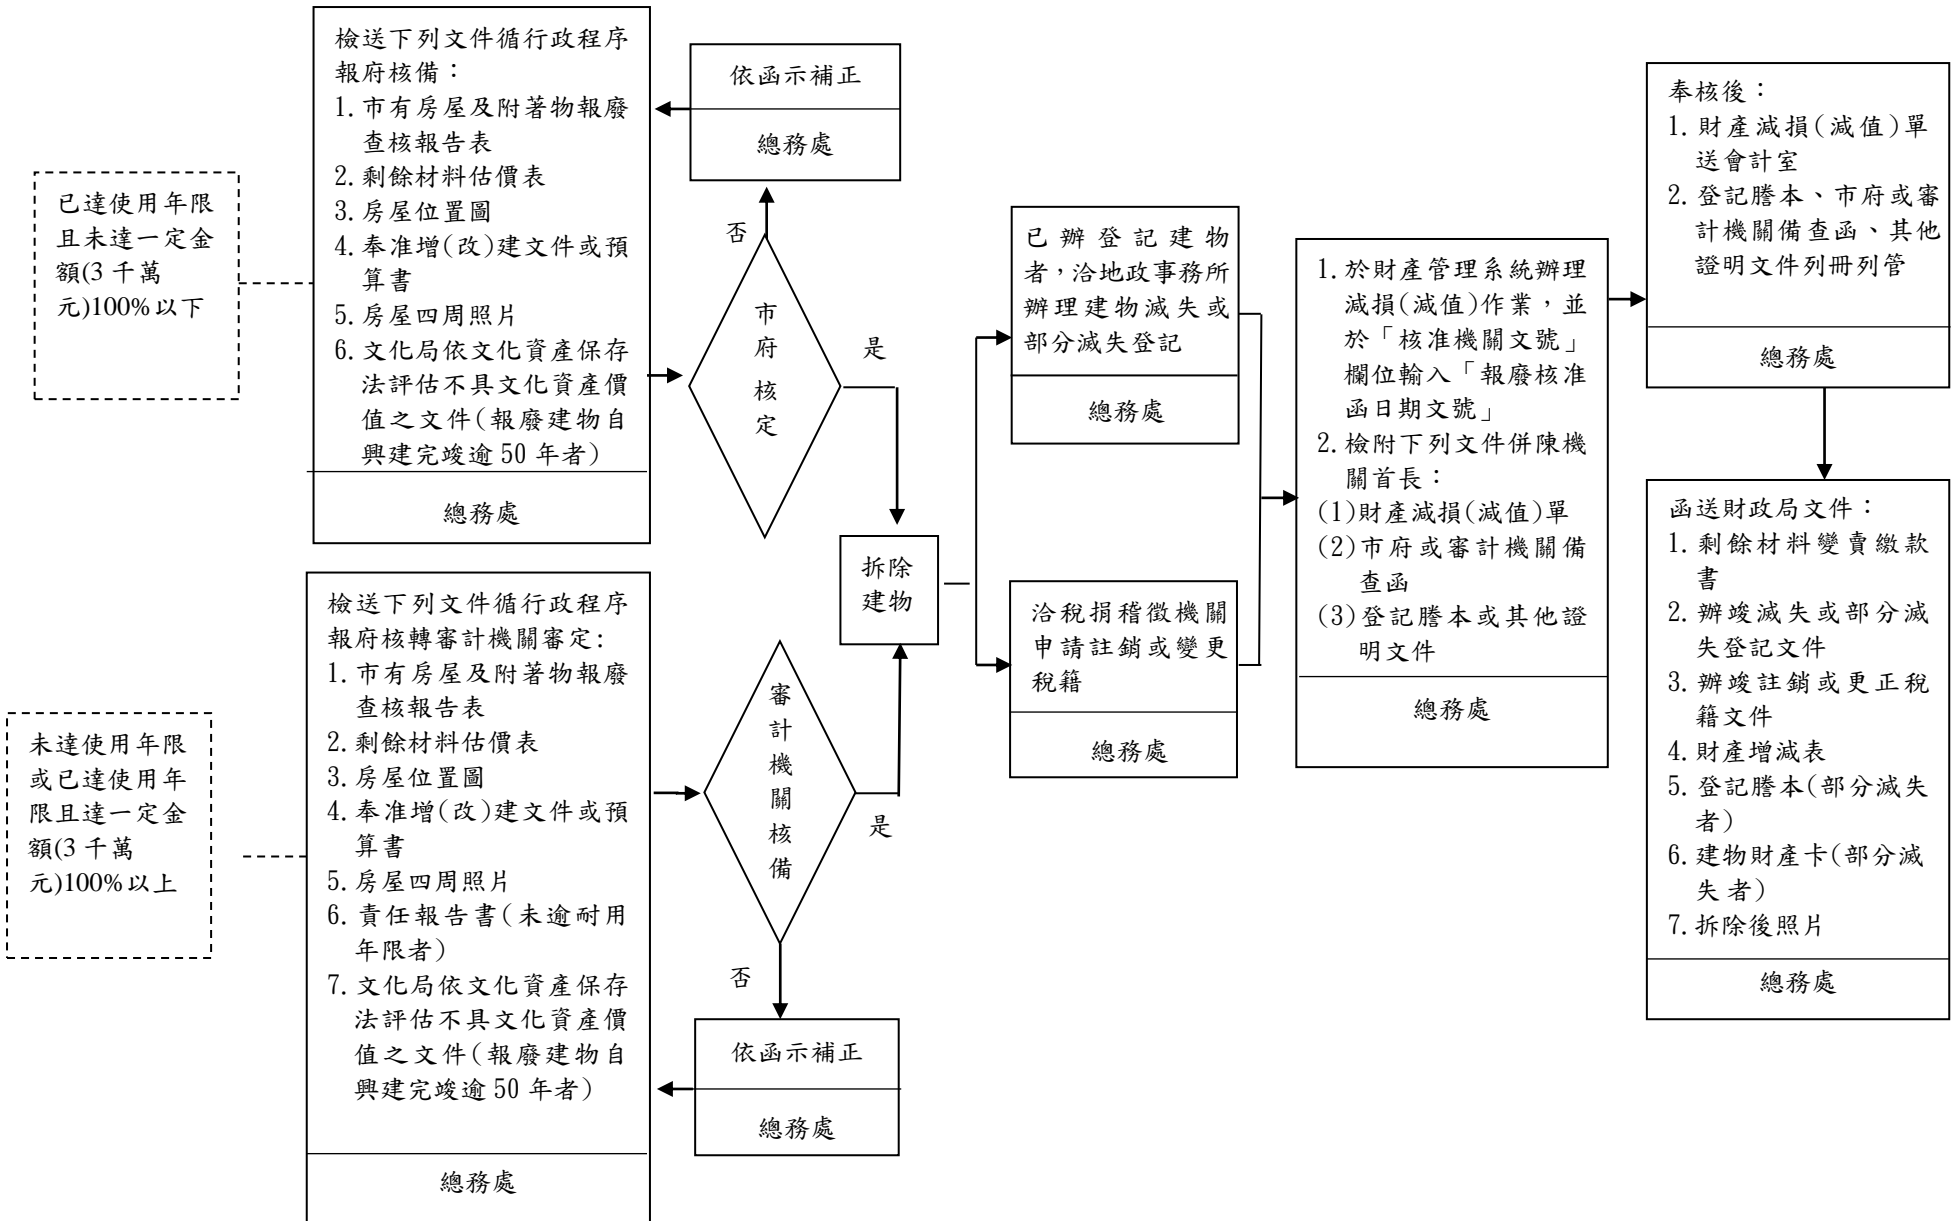 已達使用年限
且未達一定金
額(3 千萬
元)100%以下
檢送下列文件循行政程序
報府核備：
1.市有房屋及附著物報廢
查核報告表
2.剩餘材料估價表
3.房屋位置圖
4.奉准增(改)建文件或預
算書
5.房屋四周照片
6.文化局依文化資產保存
法評估不具文化資產價
值之文件(報廢建物自
興建完竣逾 50 年者)
總務處
依函示補正
總務處
否
市
府
核
定
是
未達使用年限
或已達使用年
限且達一定金
額(3 千萬
元)100%以上
檢送下列文件循行政程序
報府核轉審計機關審定:
1.市有房屋及附著物報廢
查核報告表
2.剩餘材料估價表
3.房屋位置圖
4.奉准增(改)建文件或預
算書
5.房屋四周照片
6.責任報告書(未逾耐用
年限者)
7.文化局依文化資產保存
法評估不具文化資產價
值之文件(報廢建物自
興建完竣逾 50 年者)
總務處
審
計
機
關
核
備
是
否
依函示補正
總務處
拆除
建物
已辦登記建物
者，洽地政事務所
辦理建物滅失或
部分滅失登記
總務處
洽稅捐稽徵機關
申請註銷或變更
稅籍
總務處
1.於財產管理系統辦理
減損(減值)作業，並
於「核准機關文號」
欄位輸入「報廢核准
函日期文號」
2.檢附下列文件併陳機
關首長：
(1)財產減損(減值)單
(2)市府或審計機關備
查函
(3)登記謄本或其他證
明文件
總務處
奉核後：
1.財產減損(減值)單
送會計室
2.登記謄本、市府或審
計機關備查函、其他
證明文件列冊列管
總務處
函送財政局文件：
1.剩餘材料變賣繳款
書
2.辦竣滅失或部分滅
失登記文件
3.辦竣註銷或更正稅
籍文件
4.財產增減表
5.登記謄本(部分滅失
者)
6.建物財產卡(部分滅
失者)
7.拆除後照片
總務處